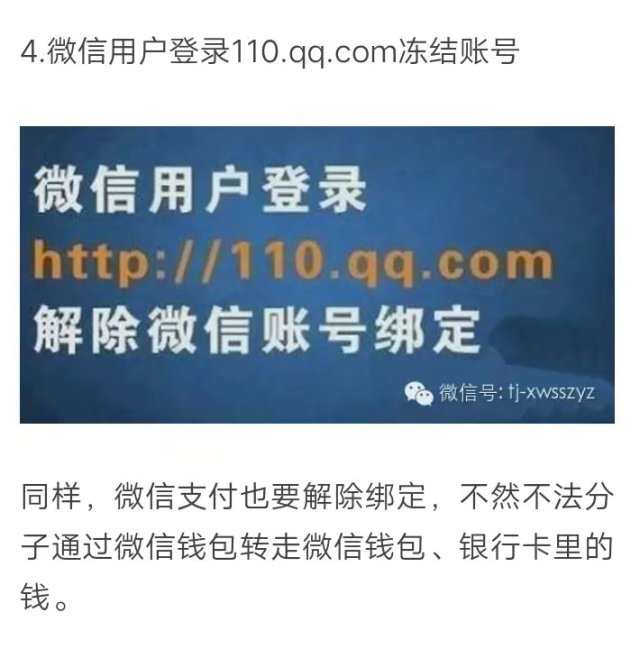 4.微信用户登录110.qq.com冻结账号
微信用户登录
http://110.qq.com
解除微信账号绑定
微信号: tj-xwsszyz
同样，微信支付也要解除绑定，不然不法分
子通过微信钱包转走微信钱包、银行卡里的
钱。